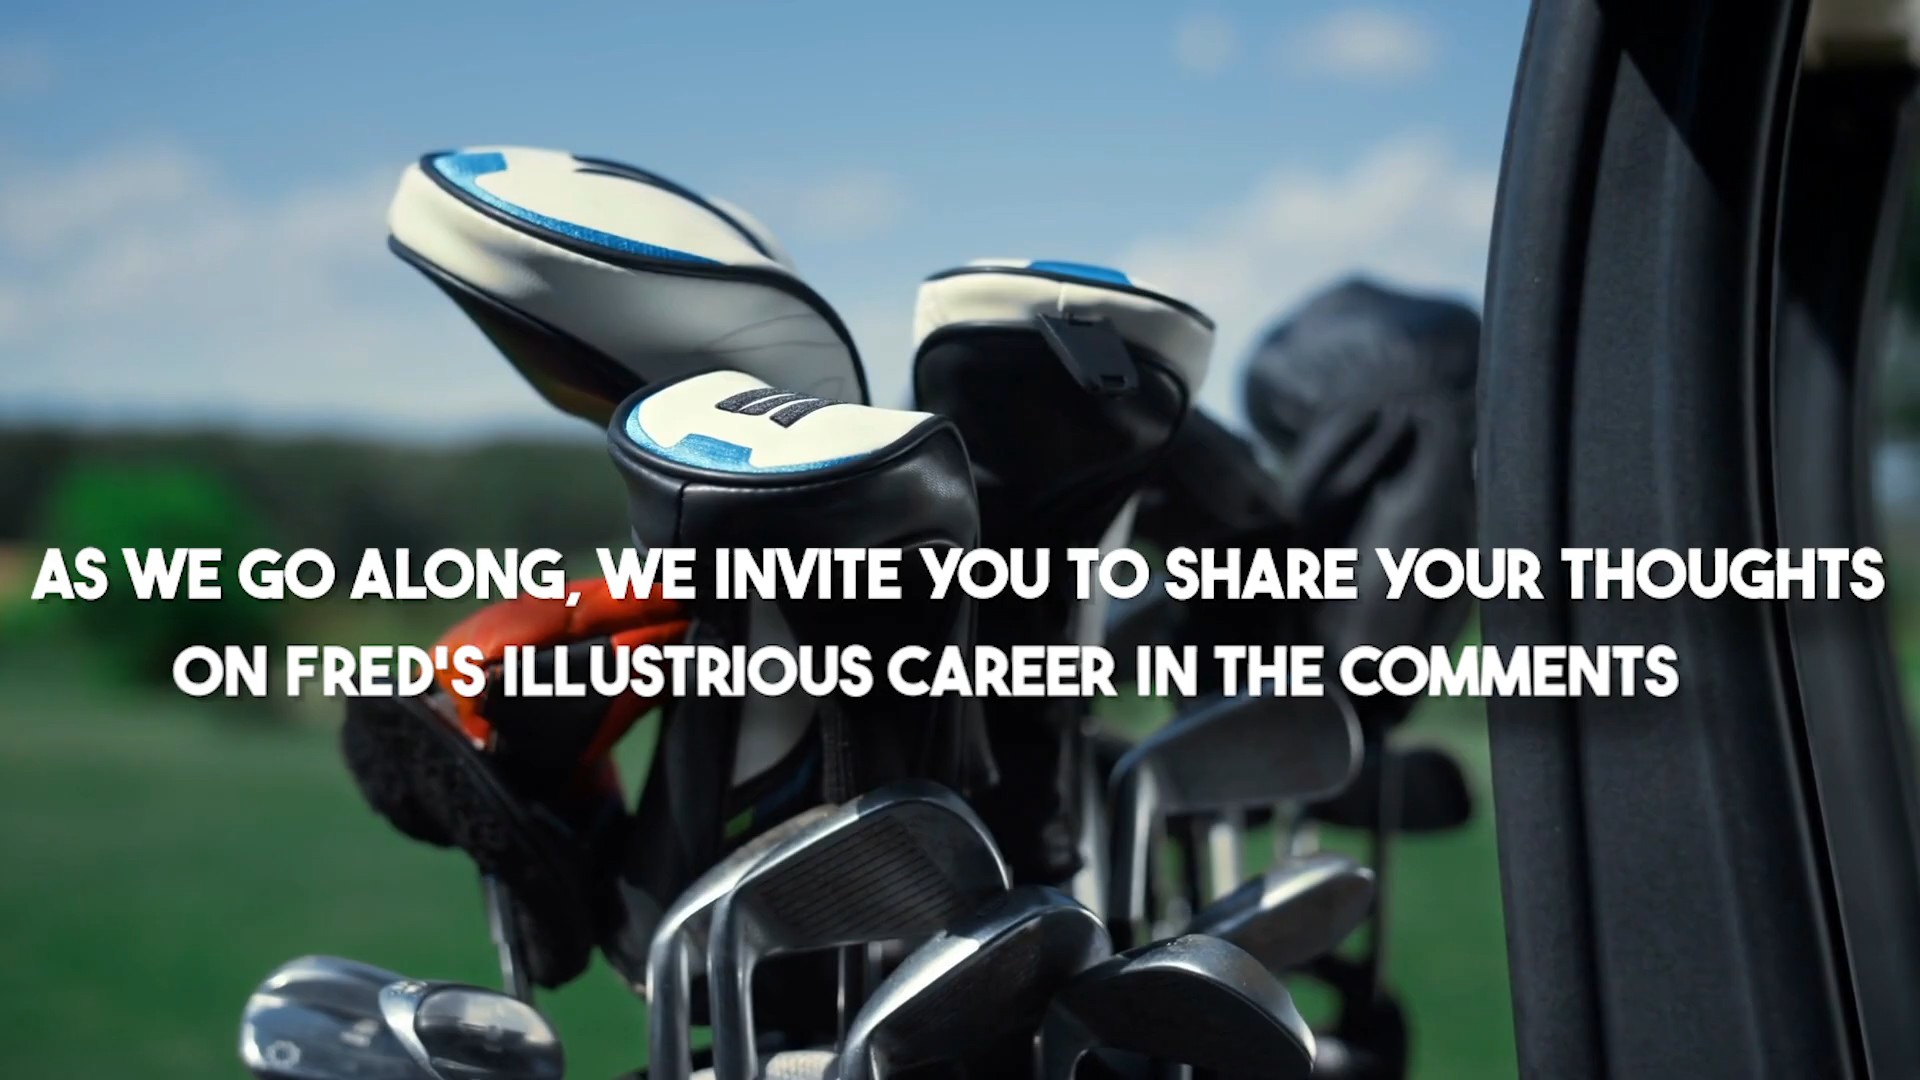 AS WE GO ALONG, WE INVITE YOU TO SHARE YOUR THOUGHTS
ON FRED'S ILLUSTRIOUS CAREER IN THE COMMENTS